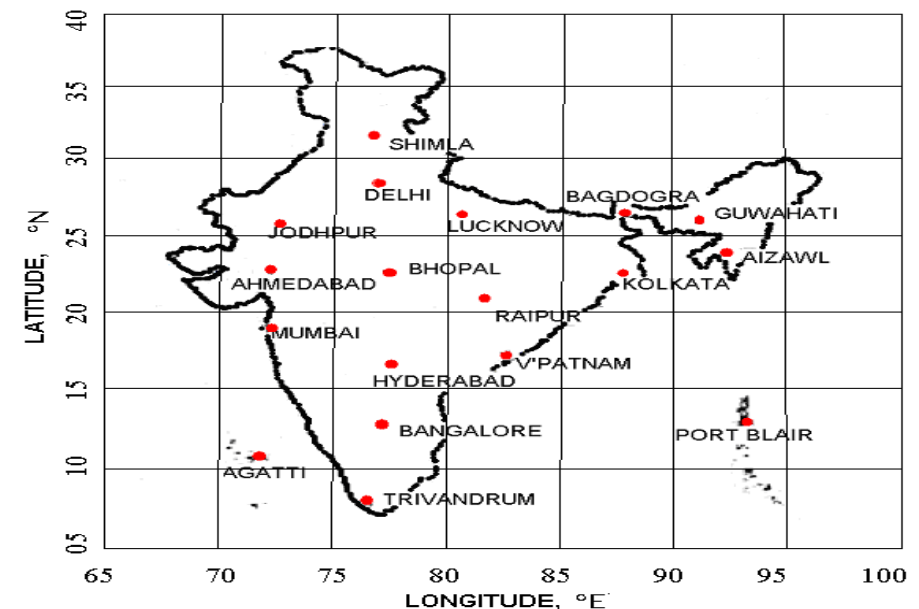 40
35
SHIMLA
30
DELHI
BAGDOGRA
GUWAHATI
LUCKNOW
JODHPUR
25
AIZAWL
BHOPAL
AHMEDABAD
KOLKATA
LATITUDE, °N
RAIPUR
20
MUMBAI
V'PATNAM
HYDERABAD
15
BANGALORE
PORT BLAIR
10
AGATTI
TRIVANDRUM
05
65 70 75 80 85 90 95 100
LONGITUDE, °E